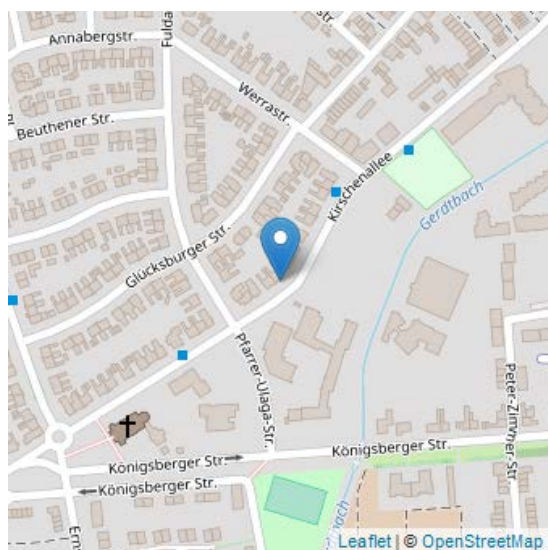 Annabergstr.
Fulda
Werrastr.
Beuthener Str.
Kirschenallee
Gerdtbach
Glücksburger Str.
Pfarrer-Ulaga-Str.
Peter-Zimmer-Str.
Königsberger Str.
Königsberger Str.
Königsberger Str.
Leaflet | © OpenStreetMap